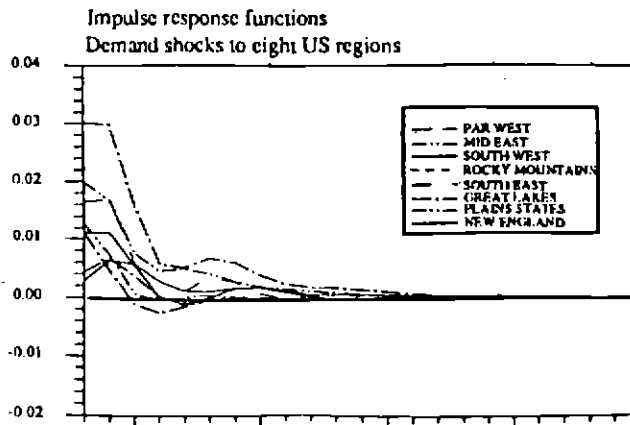 Impulse response functions
Demand shocks to eight US regions
0.04
0.03
0.02
0.01
0.00
-0.01
-0.02
FAR WEST
MID EAST
SOUTH WEST
ROCKY MOUNTAINS
SOUTH EAST
GREAT LAKES
PLAINS STATES
NEW ENGLAND